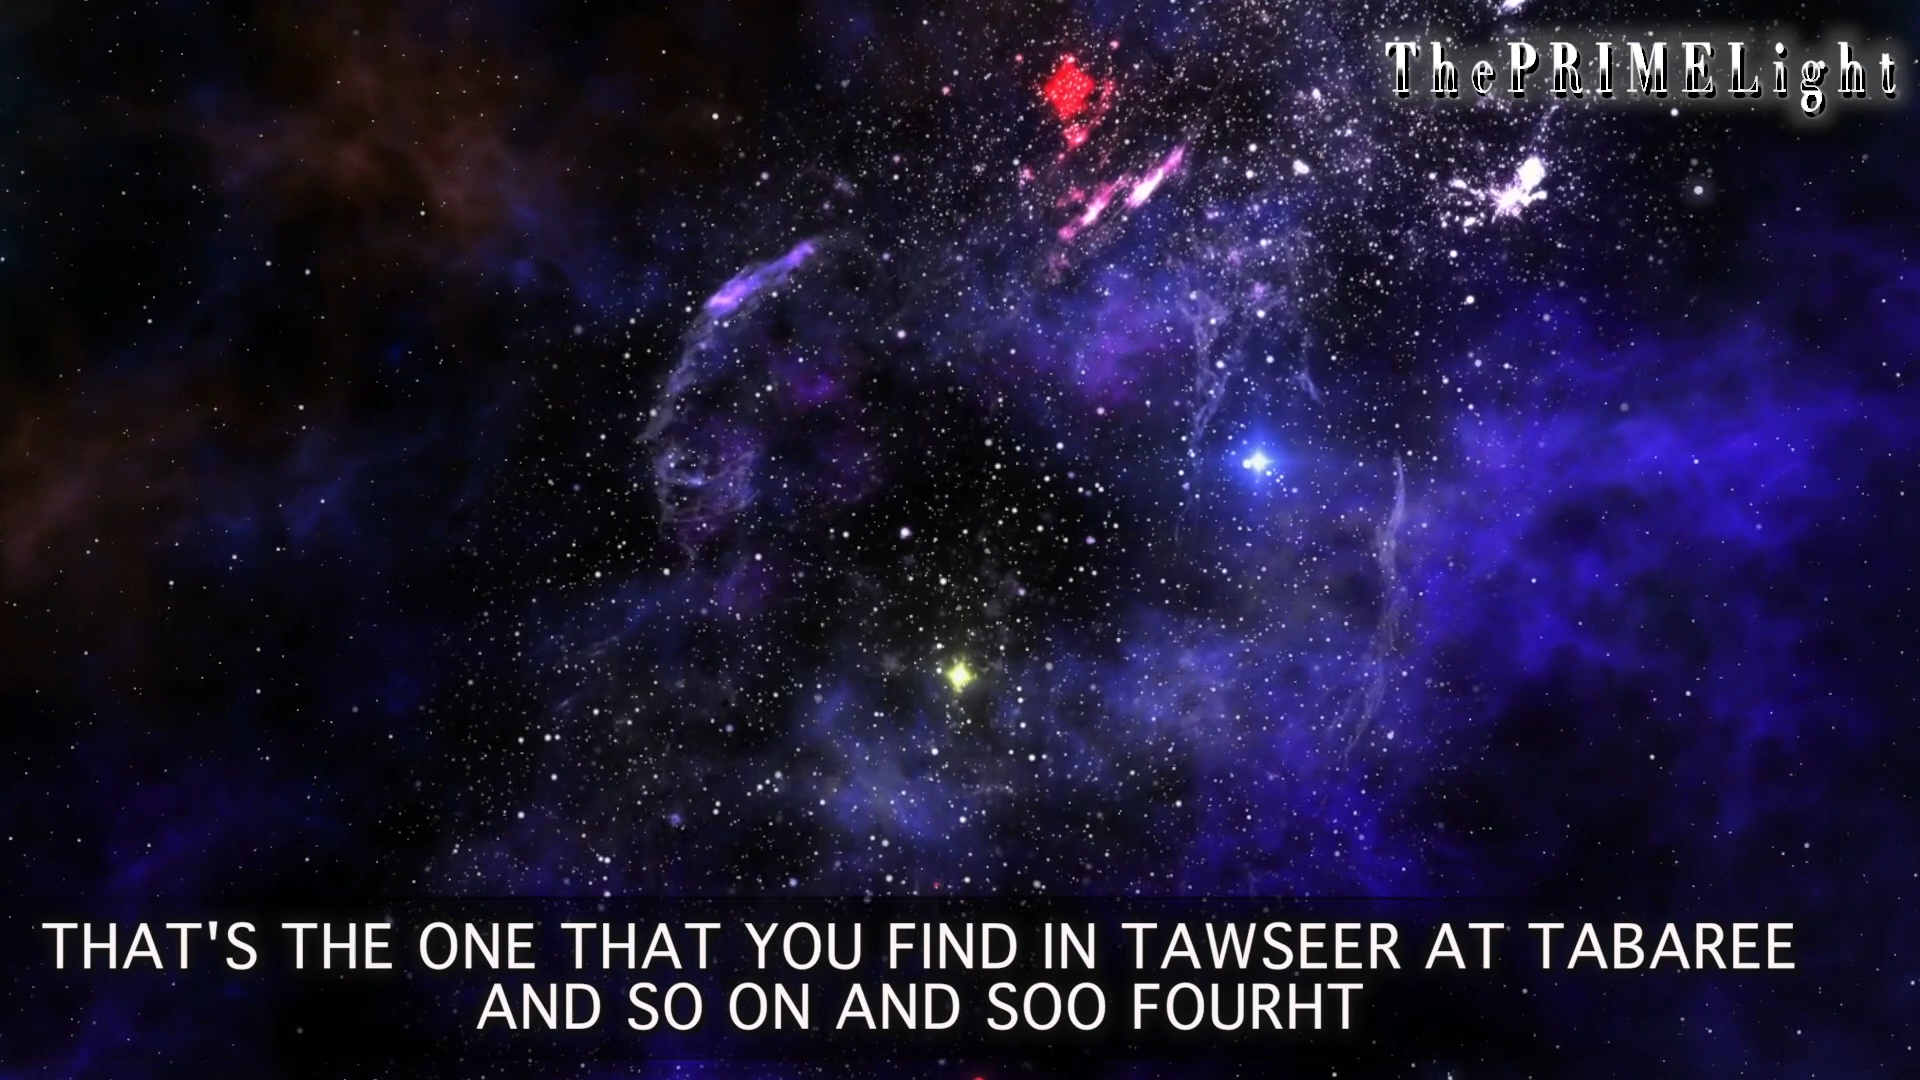 ThePRIMELight
THAT'S THE ONE THAT YOU FIND IN TAWSEER AT TABAREE
AND SO ON AND SOO FOURHT